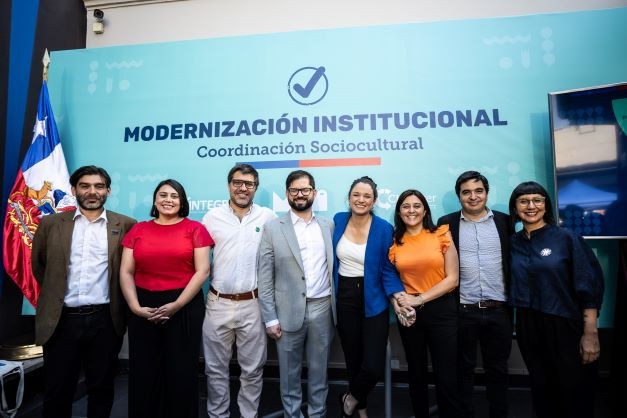 MODERNIZACIÓN INSTITUCIONAL
Coordinación Sociocultural